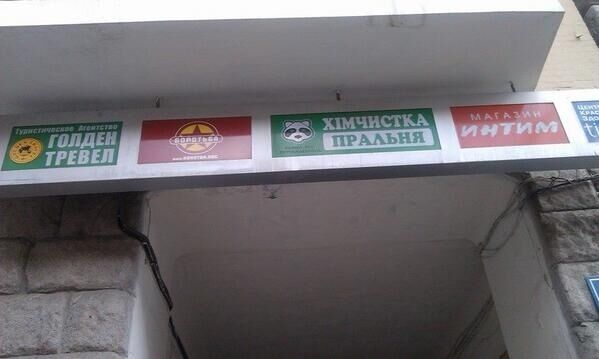 Туристическое Агентство
ГОЛДЕН
ТРЕВЕЛ
БОРОТЬБА
ХІМЧИСТКА
ПРАЛЬНЯ
МАГАЗИН
ИНТИМ